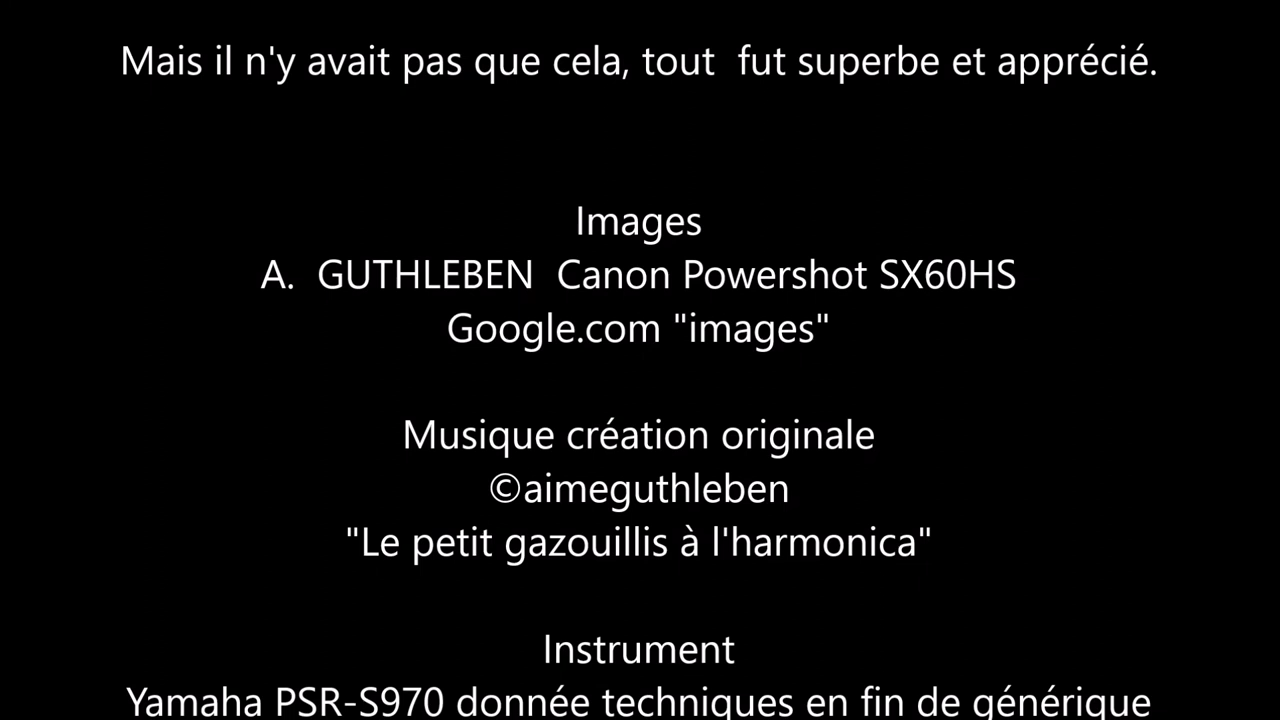 Mais il n'y avait pas que cela, tout  fut superbe et apprécié.
Images
A.  GUTHLEBEN  Canon Powershot SX60HS
Google.com "images"
Musique création originale
©aimeguthleben
"Le petit gazouillis à l'harmonica"
Instrument
Yamaha PSR-S970 donnée techniques en fin de générique